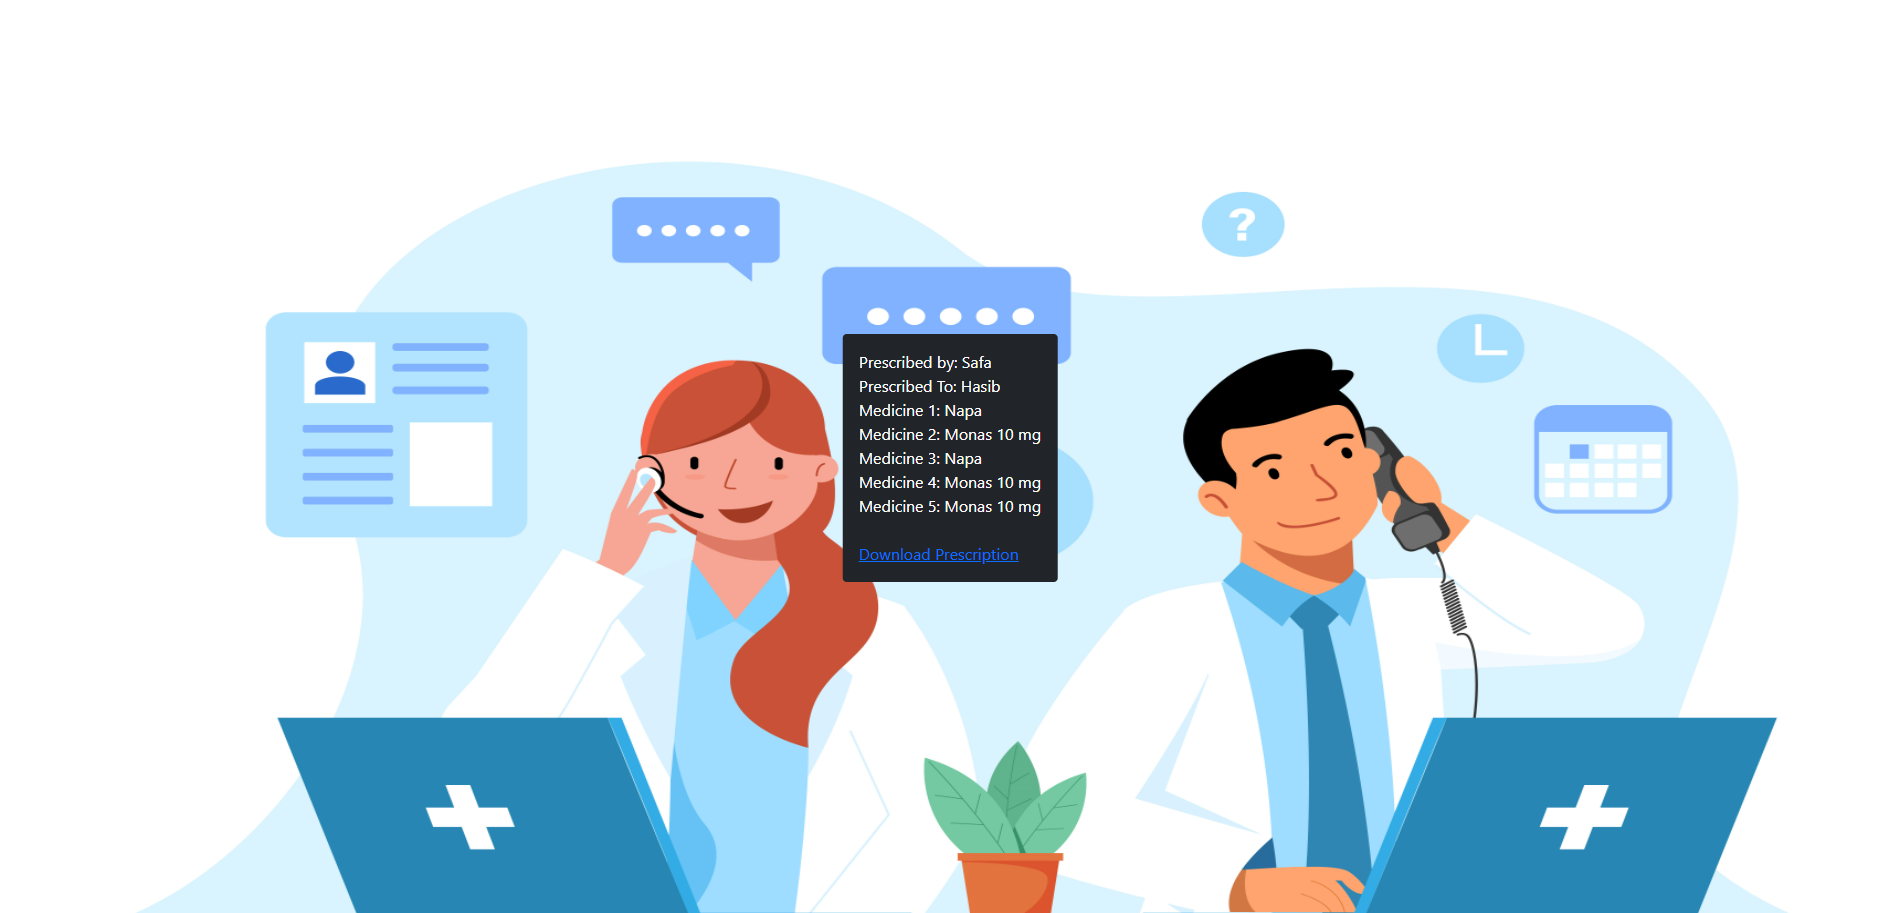 ?
Prescribed by: Safa
Prescribed To: Hasib
Medicine 1: Napa
Medicine 2: Monas 10 mg
Medicine 3: Napa
Medicine 4: Monas 10 mg
Medicine 5: Monas 10 mg
Download Prescription